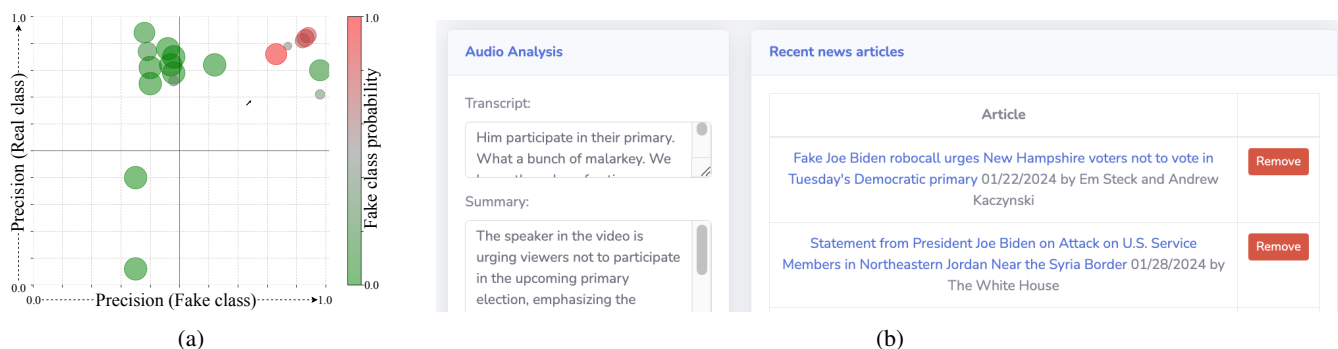 1.0
Precision (Real class)
0.0
0.0
Precision (Fake class)
1.0
1.0
Fake class probability
0.0
(a)
Audio Analysis
Transcript:
Him participate in their primary.
What a bunch of malarkey. We
Summary:
The speaker in the video is
urging viewers not to participate
in the upcoming primary
election, emphasizing the
Recent news articles
Article
Fake Joe Biden robocall urges New Hampshire voters not to vote in
Tuesday's Democratic primary 01/22/2024 by Em Steck and Andrew
Kaczynski
Remove
Statement from President Joe Biden on Attack on U.S. Service
Members in Northeastern Jordan Near the Syria Border 01/28/2024 by
The White House
Remove
(b)